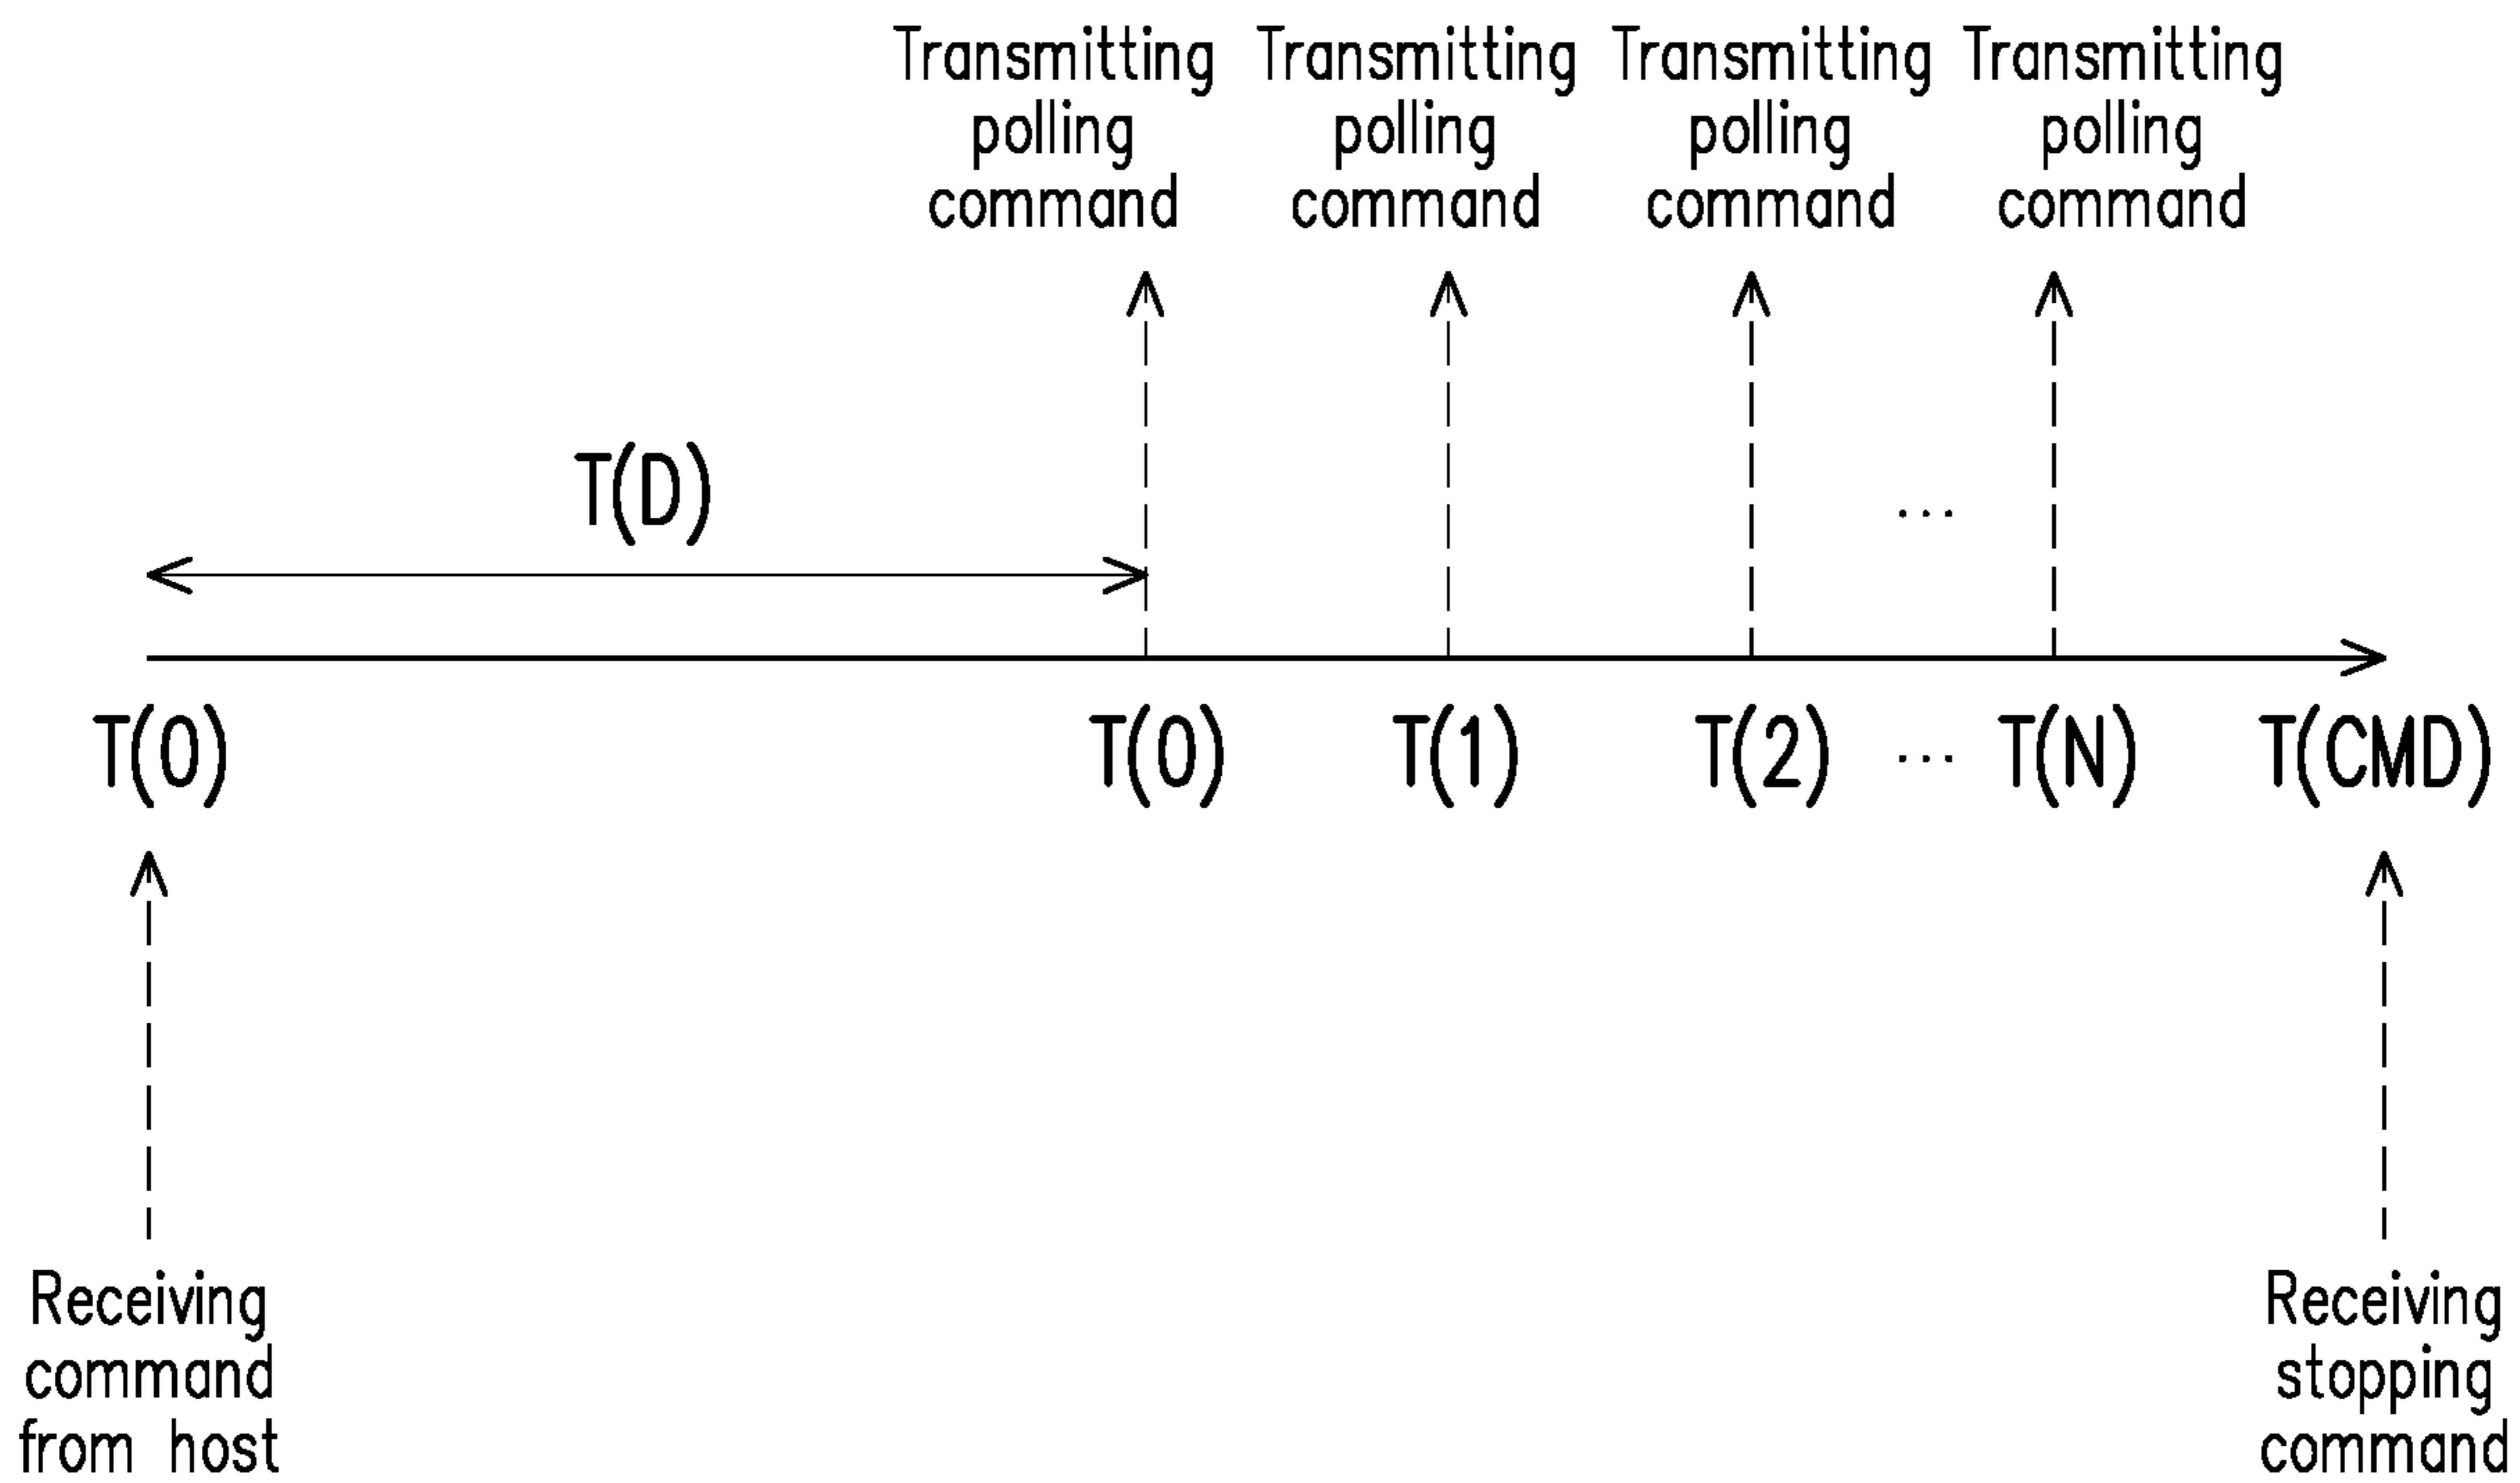 Transmitting Transmitting Transmitting Transmitting
polling polling polling polling
command command command command
T(D)
...
T(0) T(0) T(1) T(2) ... T(N) T(CMD)
Receiving Receiving
command stopping
from host command